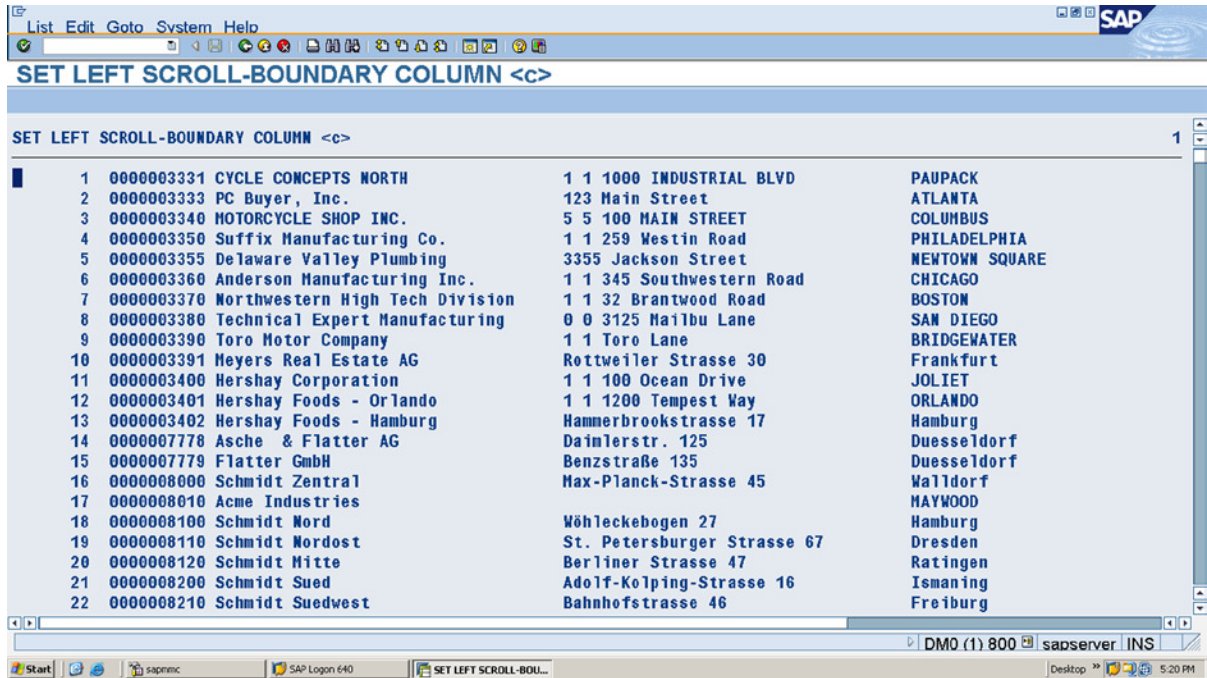 List Edit Goto System Help
SAP
SET LEFT SCROLL-BOUNDARY COLUMN <c>
SET LEFT SCROLL-BOUNDARY COLUMN <c> 1
1 0000003331 CYCLE CONCEPTS NORTH 1 1 1000 INDUSTRIAL BLVD PAUPACK
2 0000003333 PC Buyer, Inc. 123 Main Street ATLANTA
3 0000003340 MOTORCYCLE SHOP INC. 5 5 100 MAIN STREET COLUMBUS
4 0000003350 Suffix Manufacturing Co. 1 1 259 Westin Road PHILADELPHIA
5 0000003355 Delaware Valley Plumbing 3355 Jackson Street NEWTOWN SQUARE
6 0000003360 Anderson Manufacturing Inc. 1 1 345 Southwestern Road CHICAGO
7 0000003370 Northwestern High Tech Division 1 1 32 Brantwood Road BOSTON
8 0000003380 Technical Expert Manufacturing 0 0 3125 Mailbu Lane SAN DIEGO
9 0000003390 Toro Motor Company 1 1 Toro Lane BRIDGEWATER
10 0000003391 Meyers Real Estate AG Rottweiler Strasse 30 Frankfurt
11 0000003400 Hershay Corporation 1 1 100 Ocean Drive JOLIET
12 0000003401 Hershay Foods - Orlando 1 1 1200 Tempest Way ORLANDO
13 0000003402 Hershay Foods - Hamburg Hammerbrookstrasse 17 Hamburg
14 0000007778 Asche & Flatter AG Daimlerstr. 125 Duesseldorf
15 0000007779 Flatter GmbH Benzstraße 135 Duesseldorf
16 0000008000 Schmidt Zentral Max-Planck-Strasse 45 Walldorf
17 0000008010 Acme Industries MAYWOOD
18 0000008100 Schmidt Nord Wöhleckebogen 27 Hamburg
19 0000008110 Schmidt Nordost St. Petersburger Strasse 67 Dresden
20 0000008120 Schmidt Mitte Berliner Strasse 47 Ratingen
21 0000008200 Schmidt Sued Adolf-Kolping-Strasse 16 Ismaning
22 0000008210 Schmidt Suedwest Bahnhofstrasse 46 Freiburg
DM0 (1) 800 sapserver INS
Start sapmmc SAP Logon 640 SET LEFT SCROLL-BOU... Desktop » 5:20 PM